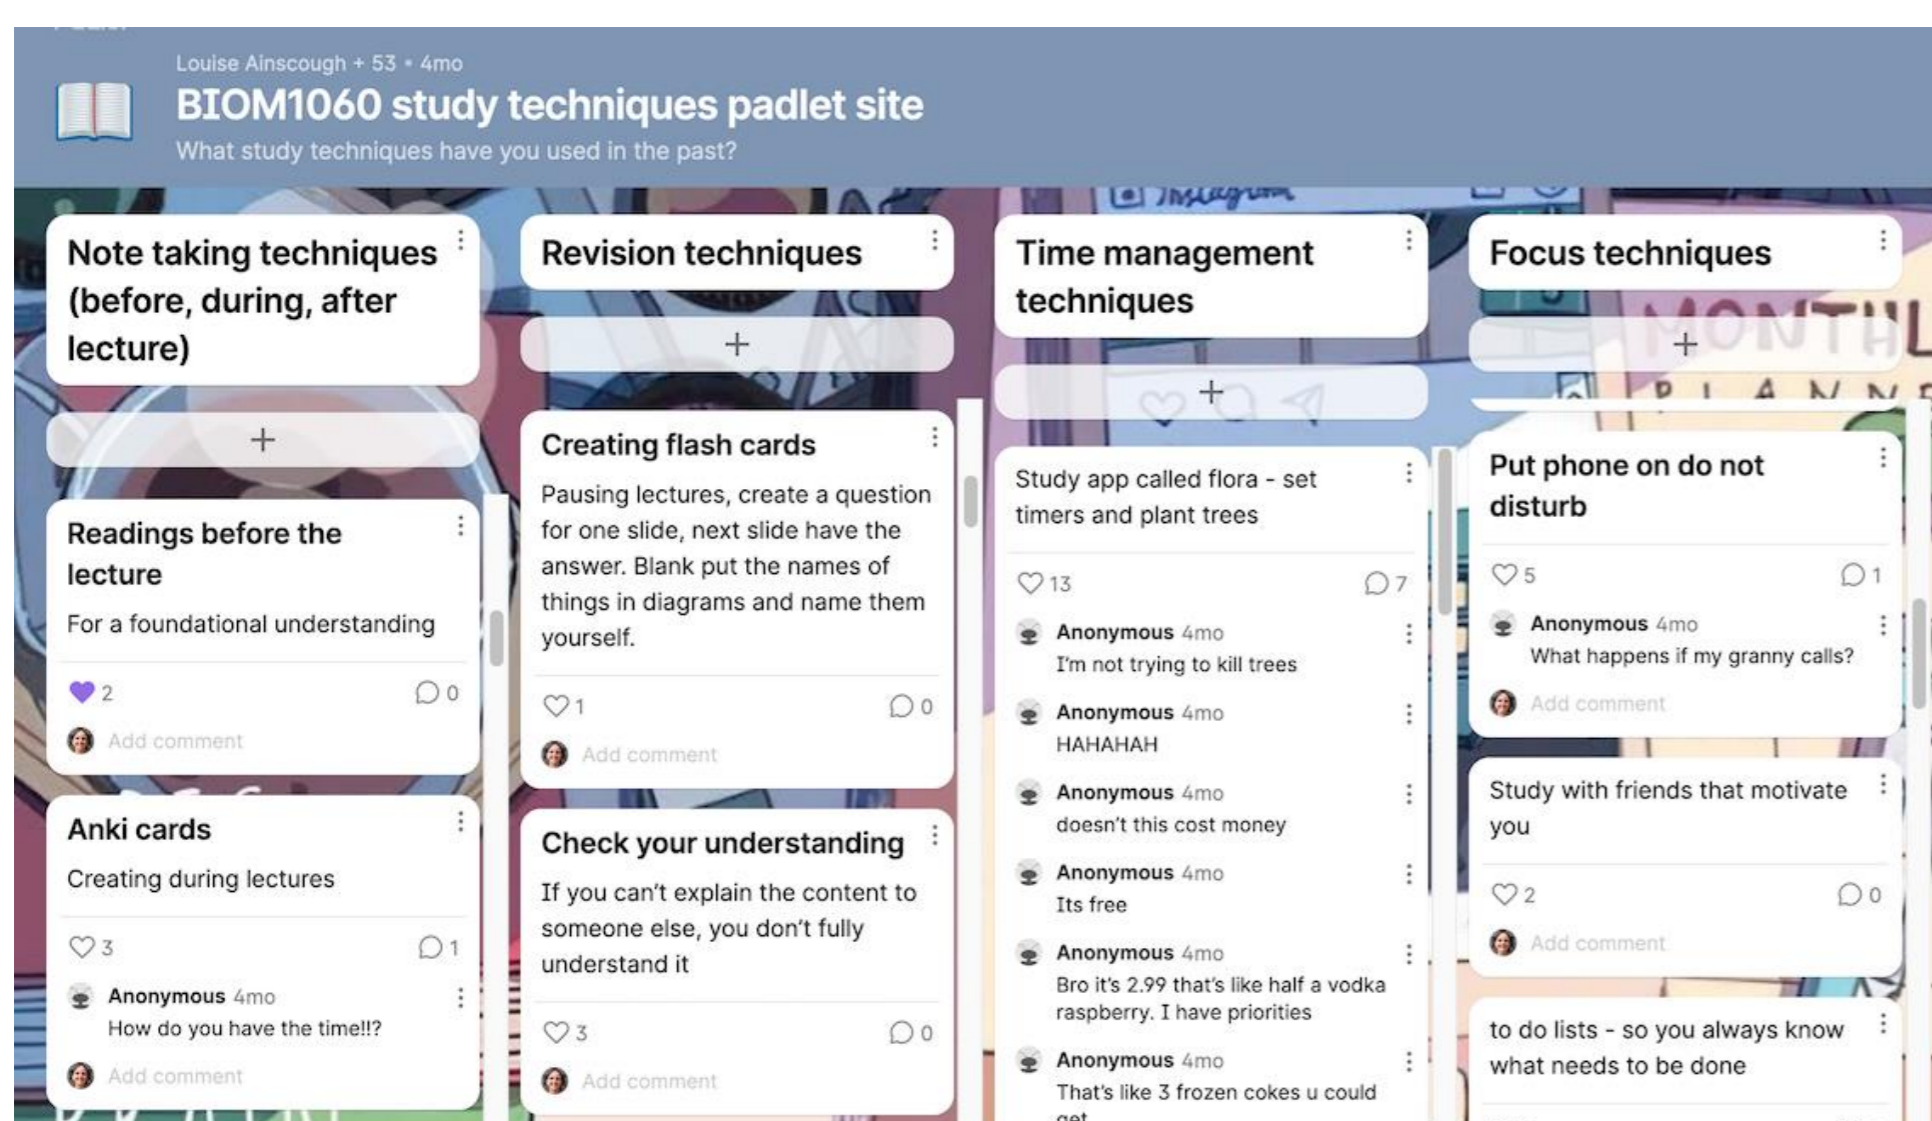 Louise Ainscough + 53 • 4mo
BIOM1060 study techniques padlet site
What study techniques have you used in the past?
Note taking techniques
(before, during, after
lecture)
+
Readings before the
lecture
For a foundational understanding
2
0
Add comment
Anki cards
Creating during lectures
3
1
Anonymous 4mo
How do you have the time!!?
Add comment
Revision techniques
+
Creating flash cards
Pausing lectures, create a question
for one slide, next slide have the
answer. Blank put the names of
things in diagrams and name them
yourself.
1
0
Add comment
Check your understanding
If you can't explain the content to
someone else, you don't fully
understand it
3
0
Add comment
Instagram
Time management
techniques
+
Study app called flora - set
timers and plant trees
13
7
Anonymous 4mo
I'm not trying to kill trees
Anonymous 4mo
HAHAHAH
Anonymous 4mo
doesn't this cost money
Anonymous 4mo
Its free
Anonymous 4mo
Bro it's 2.99 that's like half a vodka
raspberry. I have priorities
Anonymous 4mo
That's like 3 frozen cokes u could
get
Focus techniques
+
MONTHL
PLANNE
Put phone on do not
disturb
5
1
Anonymous 4mo
What happens if my granny calls?
Add comment
Study with friends that motivate
you
2
0
Add comment
to do lists - so you always know
what needs to be done